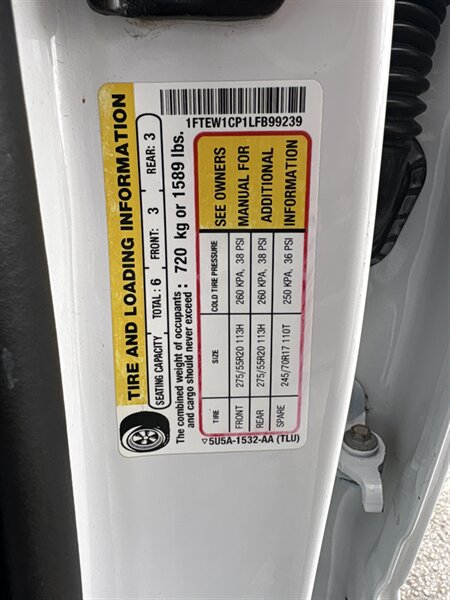 1FTEW1CP1LFB99239
TIRE AND LOADING INFORMATION
SEATING CAPACITY TOTAL: 6 FRONT: 3 REAR: 3
The combined weight of occupants
and cargo should never exceed : 720 kg or 1589 lbs.
TIRE SIZE COLD TIRE PRESSURE SEE OWNERS
FRONT 275/55R20 113H 260 KPA, 38 PSI MANUAL FOR
REAR 275/55R20 113H 260 KPA, 38 PSI ADDITIONAL
SPARE 245/70R17 110T 250 KPA, 36 PSI INFORMATION
▽5U5A-1532-AA (TLU)